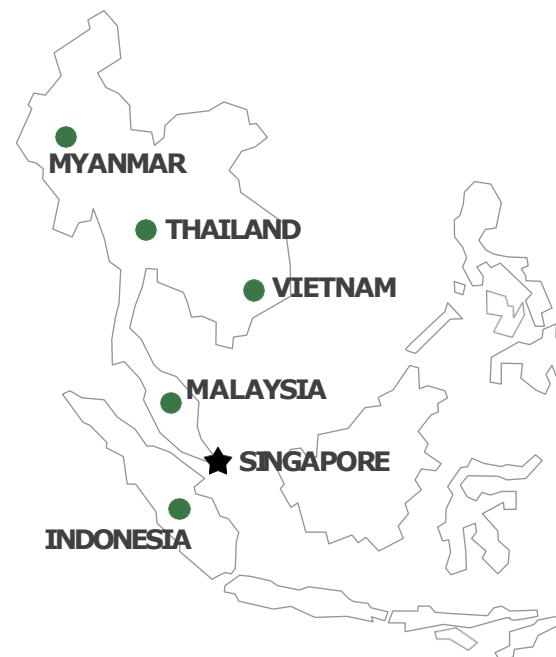 MYANMAR
THAILAND
VIETNAM
MALAYSIA
SINGAPORE
INDONESIA